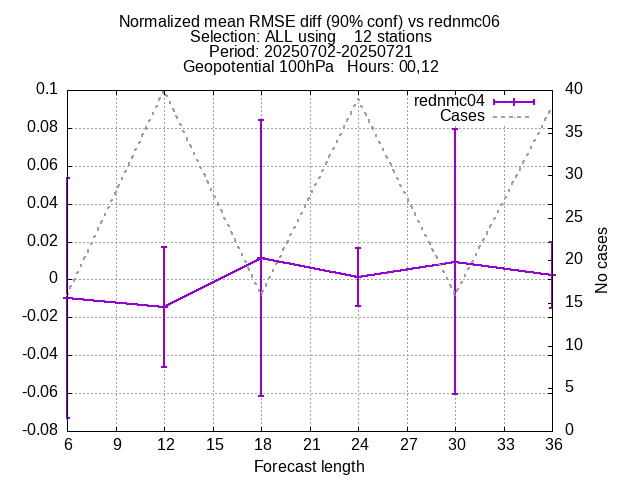 Normalized mean RMSE diff (90% conf) vs rednmc06
Selection: ALL using    12 stations
Period: 20250702-20250721
Geopotential 100hPa   Hours: 00,12
rednmc04
Cases
0.1
0.08
0.06
0.04
0.02
0
-0.02
-0.04
-0.06
-0.08
40
35
30
25
20
15
10
5
0
No cases
6 9 12 15 18 21 24 27 30 33 36
Forecast length